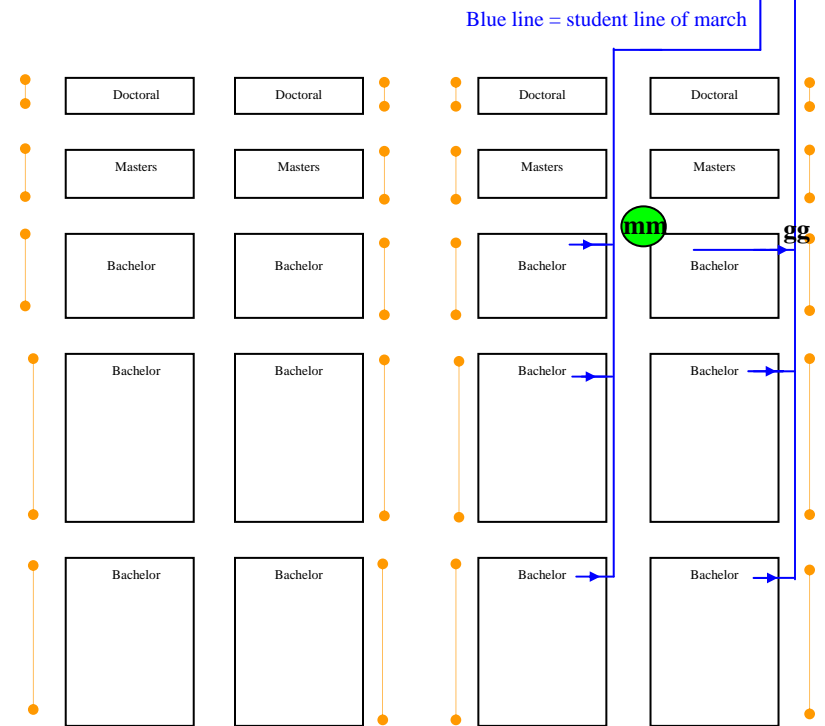 Blue line = student line of march
Doctoral Doctoral Doctoral Doctoral
Masters Masters Masters Masters
mm gg
Bachelor Bachelor Bachelor Bachelor
Bachelor Bachelor Bachelor Bachelor
Bachelor Bachelor Bachelor Bachelor